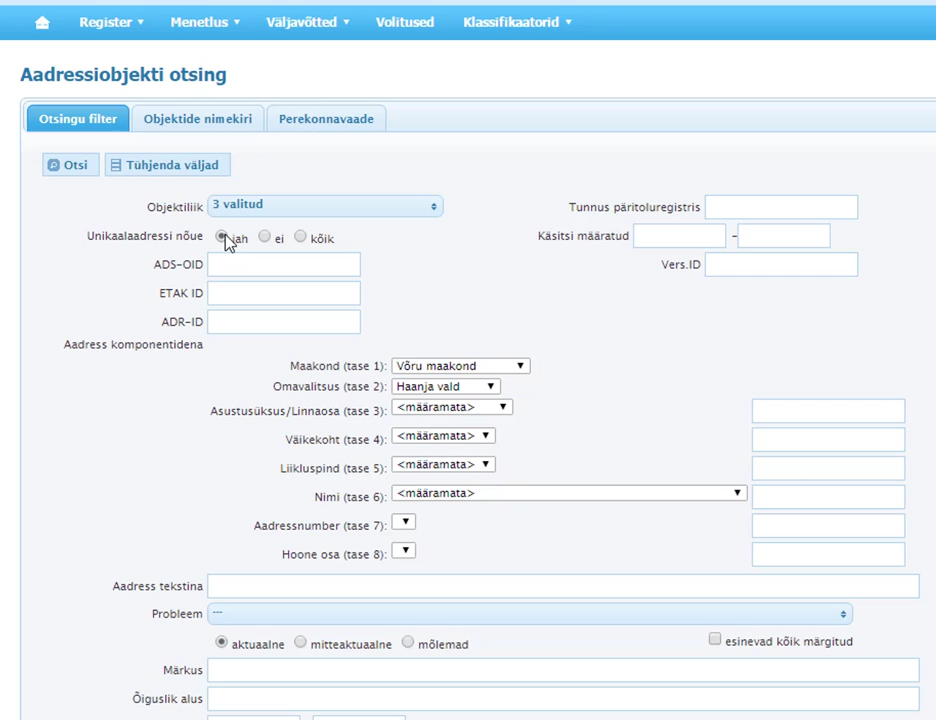 Register Menetlus Väljavõtted Volitused Klassifikaatorid
Aadressiobjekti otsing
Otsingu filter Objektide nimekiri Perekonnavaade
Otsi Tühjenda väljad
Objektiliik 3 valitud Tunnus päritoluregistris
Unikaalaadressi nõue jah ei kõik Käsitsi määratud –
ADS-OID Vers.ID
ETAK ID
ADR-ID
Aadress komponentidena
Maakond (tase 1): Võru maakond
Omavalitsus (tase 2): Haanja vald
Asustusüksus/Linnaosa (tase 3): <määramata>
Väikekoht (tase 4): <määramata>
Liikluspind (tase 5): <määramata>
Nimi (tase 6): <määramata>
Aadressnumber (tase 7):
Hoone osa (tase 8):
Aadress tekstina
Probleem ---
aktuaalne mitteaktuaalne mõlemad esinevad kõik märgitud
Märkus
Õiguslik alus